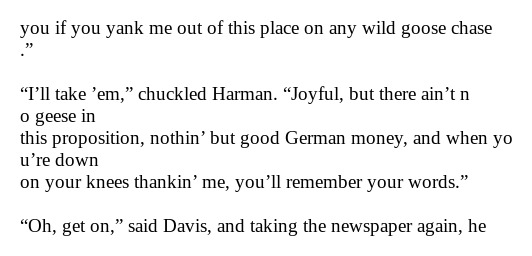 you if you yank me out of this place on any wild goose chase
.”
“I’ll take ’em,” chuckled Harman. “Joyful, but there ain’t n
o geese in
this proposition, nothin’ but good German money, and when yo
u’re down
on your knees thankin’ me, you’ll remember your words.”
“Oh, get on,” said Davis, and taking the newspaper again, he